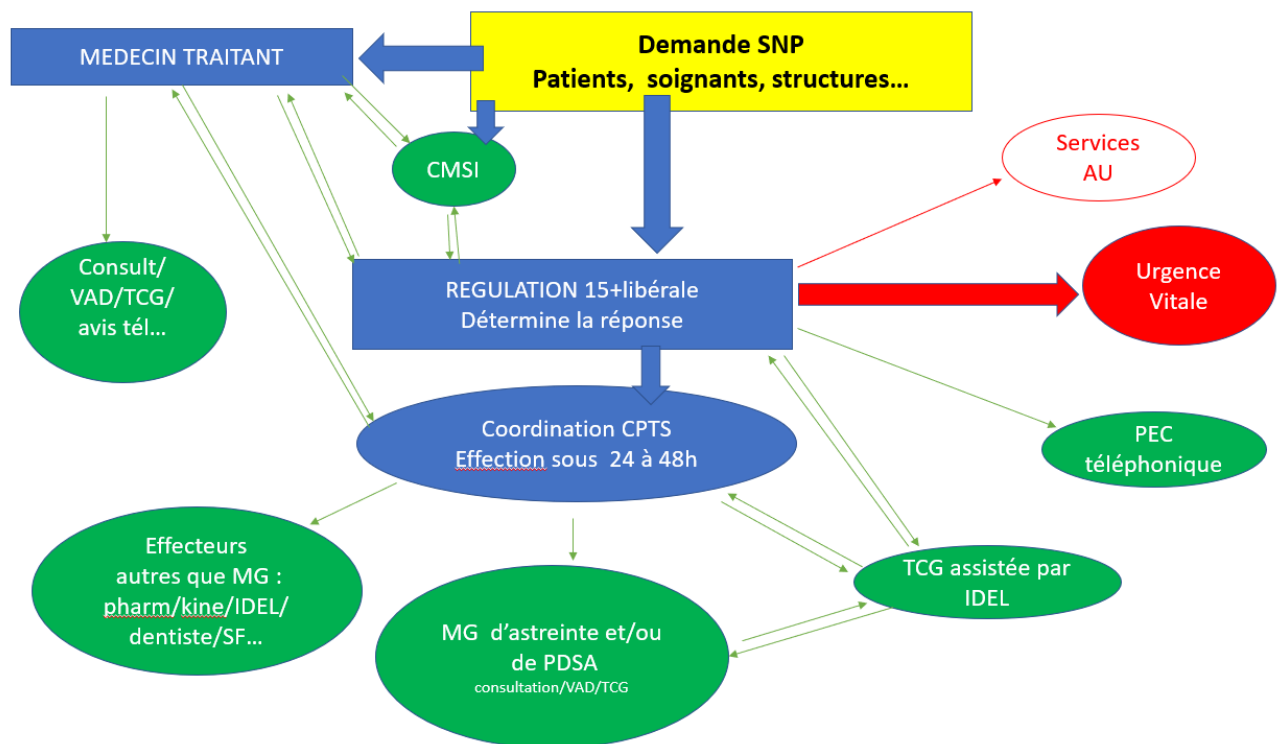 Demande SNP
Patients, soignants, structures...
MEDECIN TRAITANT
CMSI
Services
AU
Consult/
VAD/TCG/
avis tél...
REGULATION 15+libérale
Détermine la réponse
Urgence
Vitale
Coordination CPTS
Effection sous 24 à 48h
PEC
téléphonique
Effecteurs
autres que MG :
pharm/kine/IDEL/
dentiste/SF...
MG d'astreinte et/ou
de PDSA
consultation/VAD/TCG
TCG assistée par
IDEL